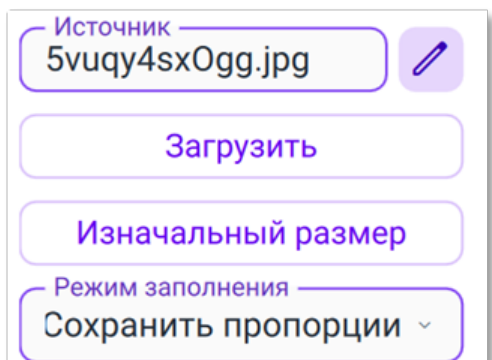 Источник
5vuqy4sxOgg.jpg
Загрузить
Изначальный размер
Режим заполнения
Сохранить пропорции